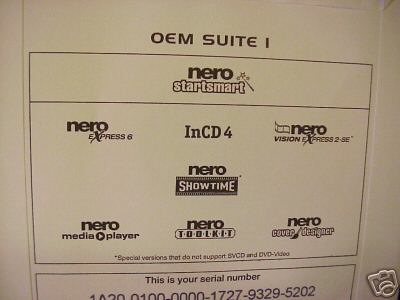 OEM SUITE I
nero
startsmart
nero
EXPRESS 6
InCD 4
nero
VISION EXPRESS 2-SE*
nero
SHOWTIME*
nero
media player
nero
TOOLKIT
nero
cover designer
*Special versions that do not support SVCD and DVD-Video
This is your serial number
1A20-0100-0000-1727-9329-5202